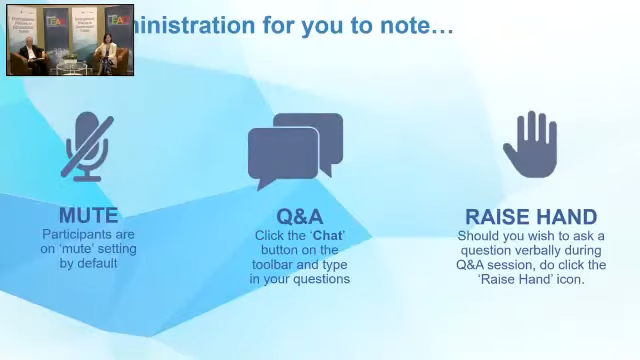 ministration for you to note…
MUTE
Participants are
on ‘mute’ setting
by default
Q&A
Click the ‘Chat’
button on the
toolbar and type
in your questions
RAISE HAND
Should you wish to ask a
question verbally during
Q&A session, do click the
‘Raise Hand’ icon.